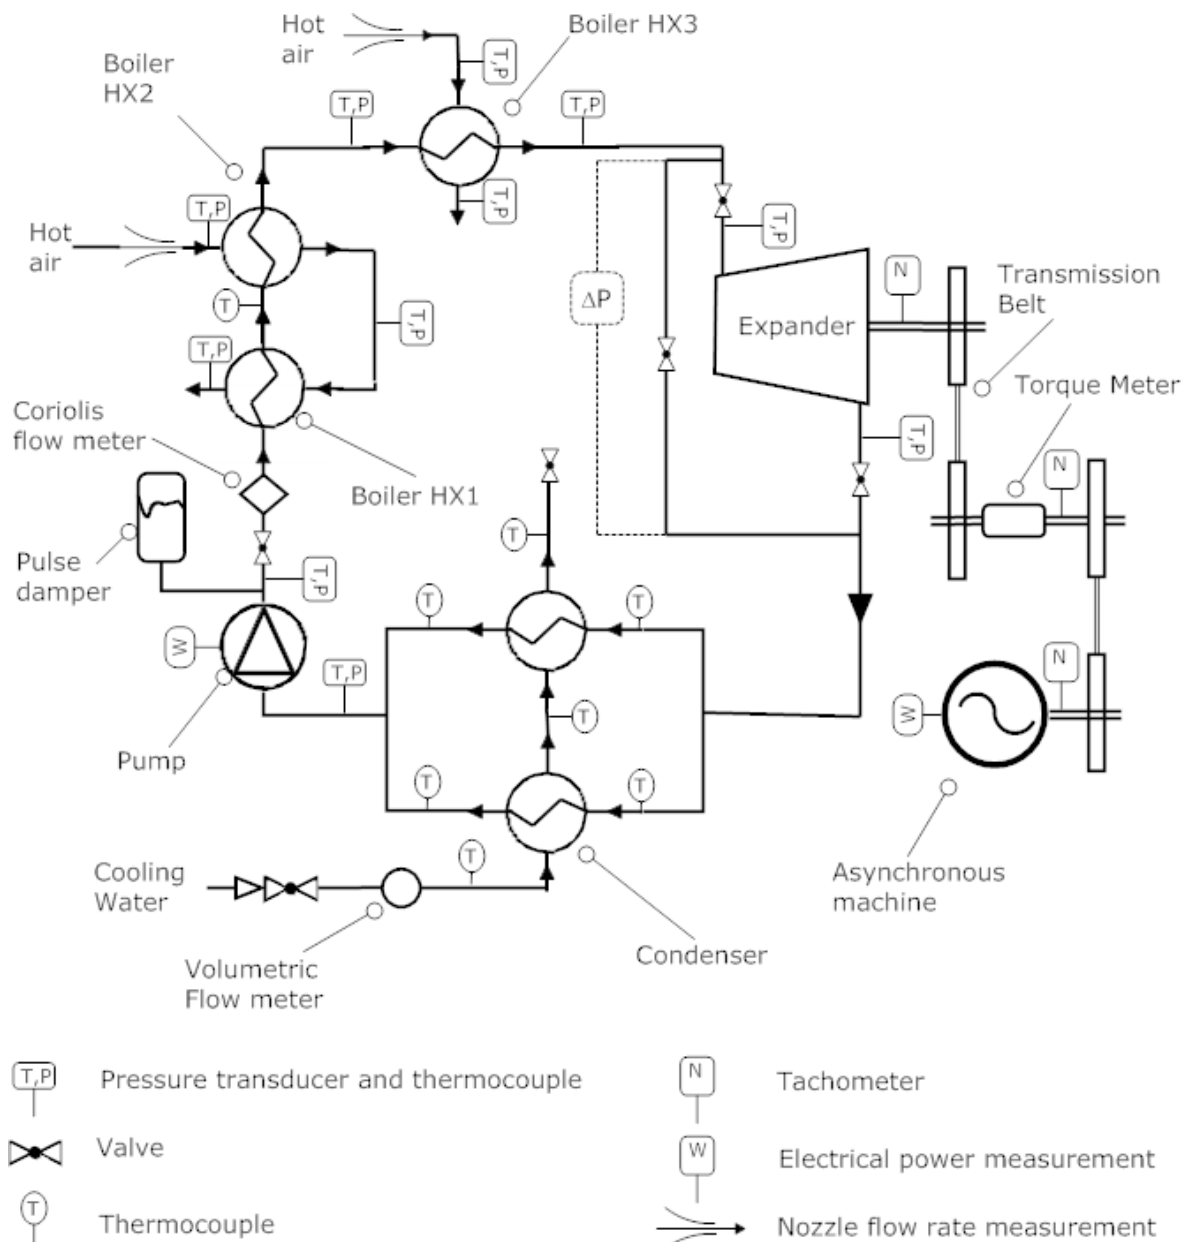 Hot
air
Boiler HX3
Boiler
HX2
T,P
T,P
T,P
T,P
T,P
Hot
air
T,P
T
ΔP
N
Transmission
Belt
Expander
T,P
T,P
Torque Meter
Coriolis
flow meter
T,P
N
Boiler HX1
T
Pulse
damper
T,P
T
T
W
T,P
N
T
W
Pump
T
T
T
Cooling
Water
Asynchronous
machine
Condenser
Volumetric
Flow meter
T,P
Pressure transducer and thermocouple
N
Tachometer
Valve
W
Electrical power measurement
T
Thermocouple
Nozzle flow rate measurement